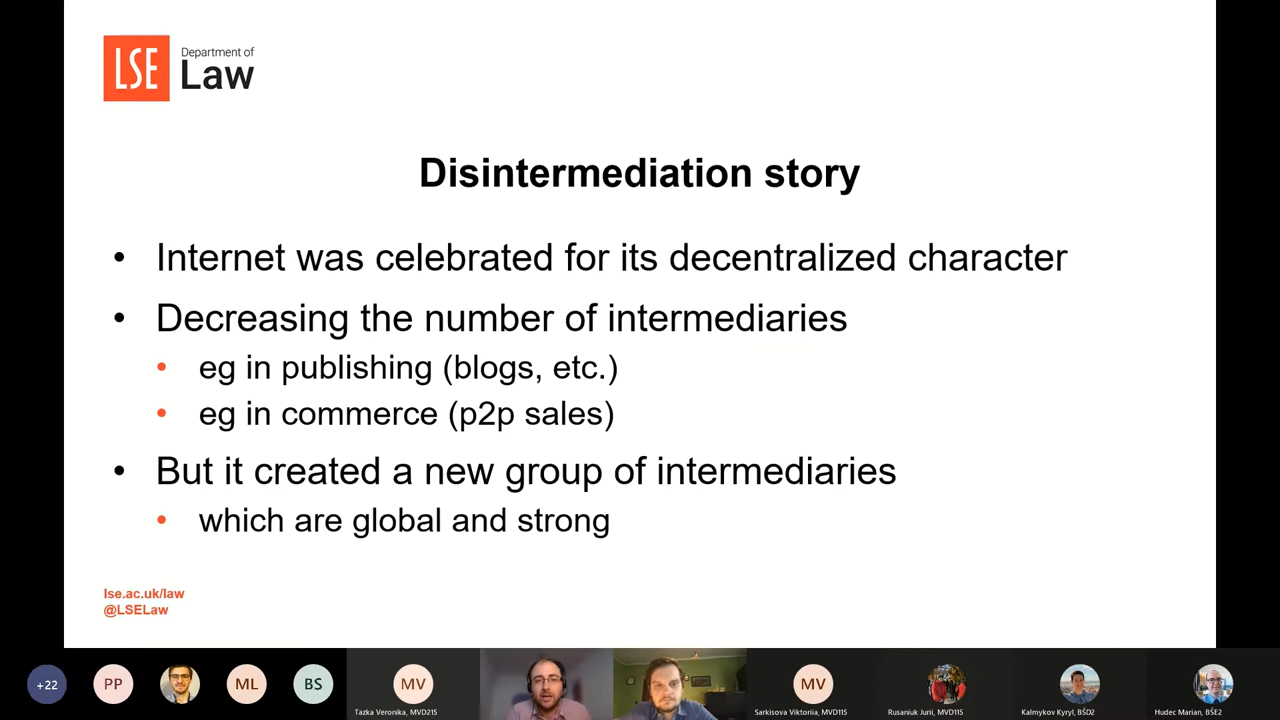 LSE
Department of
Law
Disintermediation story
• Internet was celebrated for its decentralized character
• Decreasing the number of intermediaries
• eg in publishing (blogs, etc.)
• eg in commerce (p2p sales)
• But it created a new group of intermediaries
• which are global and strong
lse.ac.uk/law
@LSELaw
+22
PP
ML
BS
MV
Tazka Veronika, MVD215
MV
Sarkisova Viktoriia, MVD115
Rusaniuk Jurii, MVD115
Kalmykov Kyryl, BŠD2
Hudec Marian, BŠE2